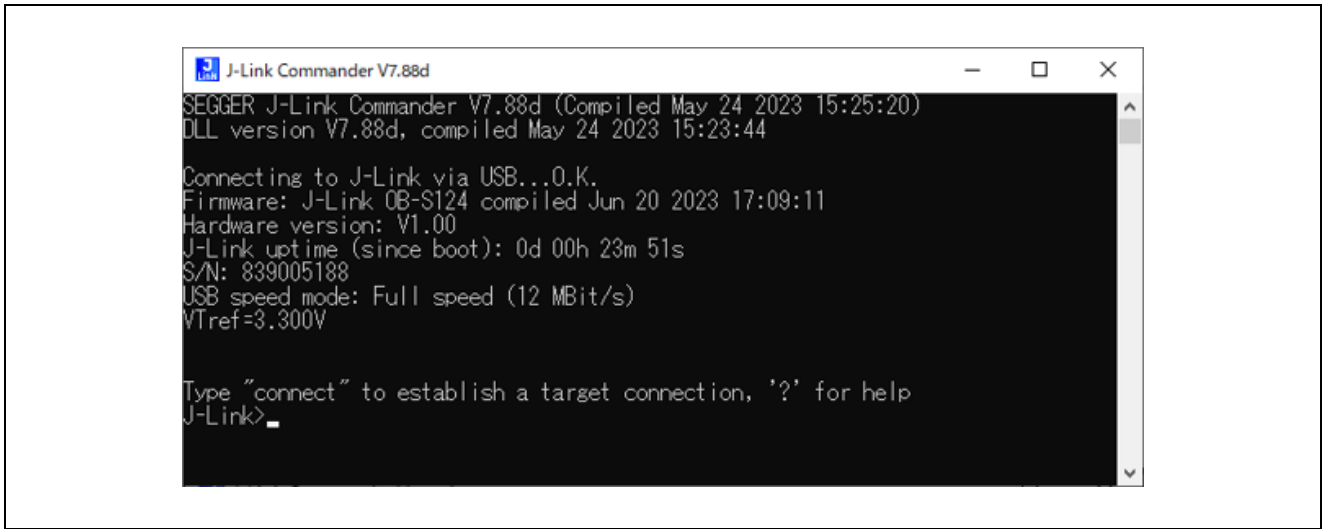 J-Link Commander V7.88d
SEGGER J-Link Commander V7.88d (Compiled May 24 2023 15:25:20)
DLL version V7.88d, compiled May 24 2023 15:23:44
Connecting to J-Link via USB...O.K.
Firmware: J-Link OB-S124 compiled Jun 20 2023 17:09:11
Hardware version: V1.00
J-Link uptime (since boot): 0d 00h 23m 51s
S/N: 839005188
USB speed mode: Full speed (12 MBit/s)
VTref=3.300V
Type "connect" to establish a target connection, '?' for help
J-Link>